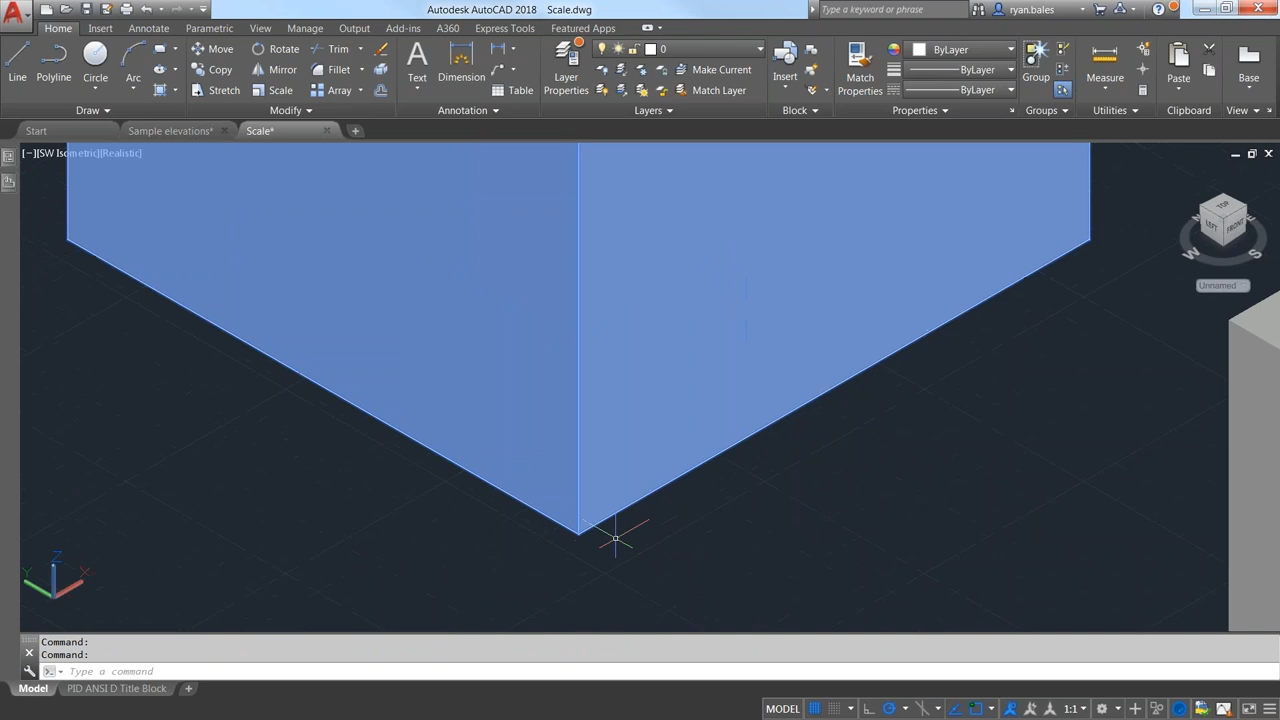 Autodesk AutoCAD 2018 Scale.dwg
Type a keyword or phrase
ryan.bales
Home Insert Annotate Parametric View Manage Output Add-ins A360 Express Tools Featured Apps
Line Polyline Circle Arc
Move Rotate Trim
Copy Mirror Fillet
Stretch Scale Array
Text Dimension Table
Layer Properties
0
Make Current
Match Layer
Insert
Match Properties
ByLayer
ByLayer
ByLayer
Group Measure Paste Base
Draw Modify Annotation Layers Block Properties Groups Utilities Clipboard View
Start Sample elevations* Scale*
[−][SW Isometric][Realistic]
TOP
LEFT FRONT
W S
Unnamed
Z
Y X
Command:
Command:
Type a command
Model PID ANSI D Title Block
MODEL 1:1